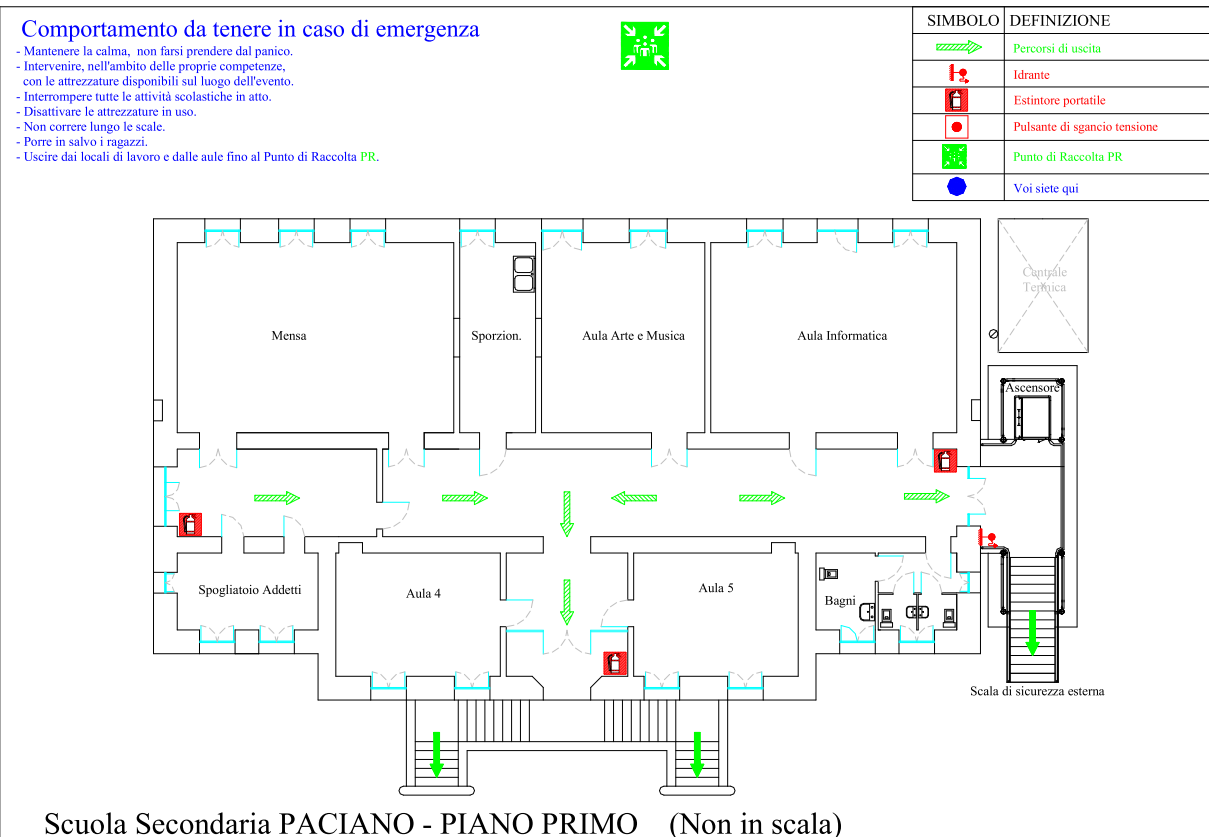 Comportamento da tenere in caso di emergenza
- Mantenere la calma, non farsi prendere dal panico.
- Intervenire, nell'ambito delle proprie competenze,
con le attrezzature disponibili sul luogo dell'evento.
- Interrompere tutte le attività scolastiche in atto.
- Disattivare le attrezzature in uso.
- Non correre lungo le scale.
- Porre in salvo i ragazzi.
- Uscire dai locali di lavoro e dalle aule fino al Punto di Raccolta PR.
SIMBOLO DEFINIZIONE
Percorsi di uscita
Idrante
Estintore portatile
Pulsante di sgancio tensione
Punto di Raccolta PR
Voi siete qui
Centrale
Termica
Mensa
Sporzion.
Aula Arte e Musica
Aula Informatica
Ascensore
Spogliatoio Addetti
Aula 4
Aula 5
Bagni
Scala di sicurezza esterna
Scuola Secondaria PACIANO - PIANO PRIMO (Non in scala)